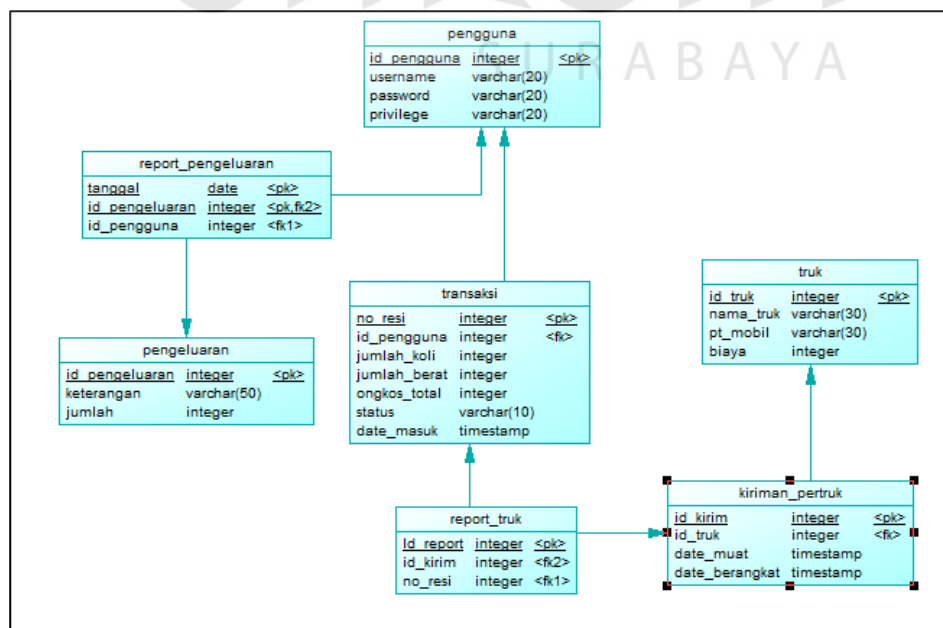 SURABAYA
pengguna
id_pengguna integer <pk>
username varchar(20)
password varchar(20)
privilege varchar(20)
report_pengeluaran
tanggal date <pk>
id_pengeluaran integer <pk,fk2>
id_pengguna integer <fk1>
transaksi
no_resi integer <pk>
id_pengguna integer <fk>
jumlah_koli integer
jumlah_berat integer
ongkos_total integer
status varchar(10)
date_masuk timestamp
truk
id_truk integer <pk>
nama_truk varchar(30)
pt_mobil varchar(30)
biaya integer
pengeluaran
id_pengeluaran integer <pk>
keterangan varchar(50)
jumlah integer
report_truk
Id_report integer <pk>
id_kirim integer <fk2>
no_resi integer <fk1>
kiriman_pertruk
id_kirim integer <pk>
id_truk integer <fk>
date_muat timestamp
date_berangkat timestamp